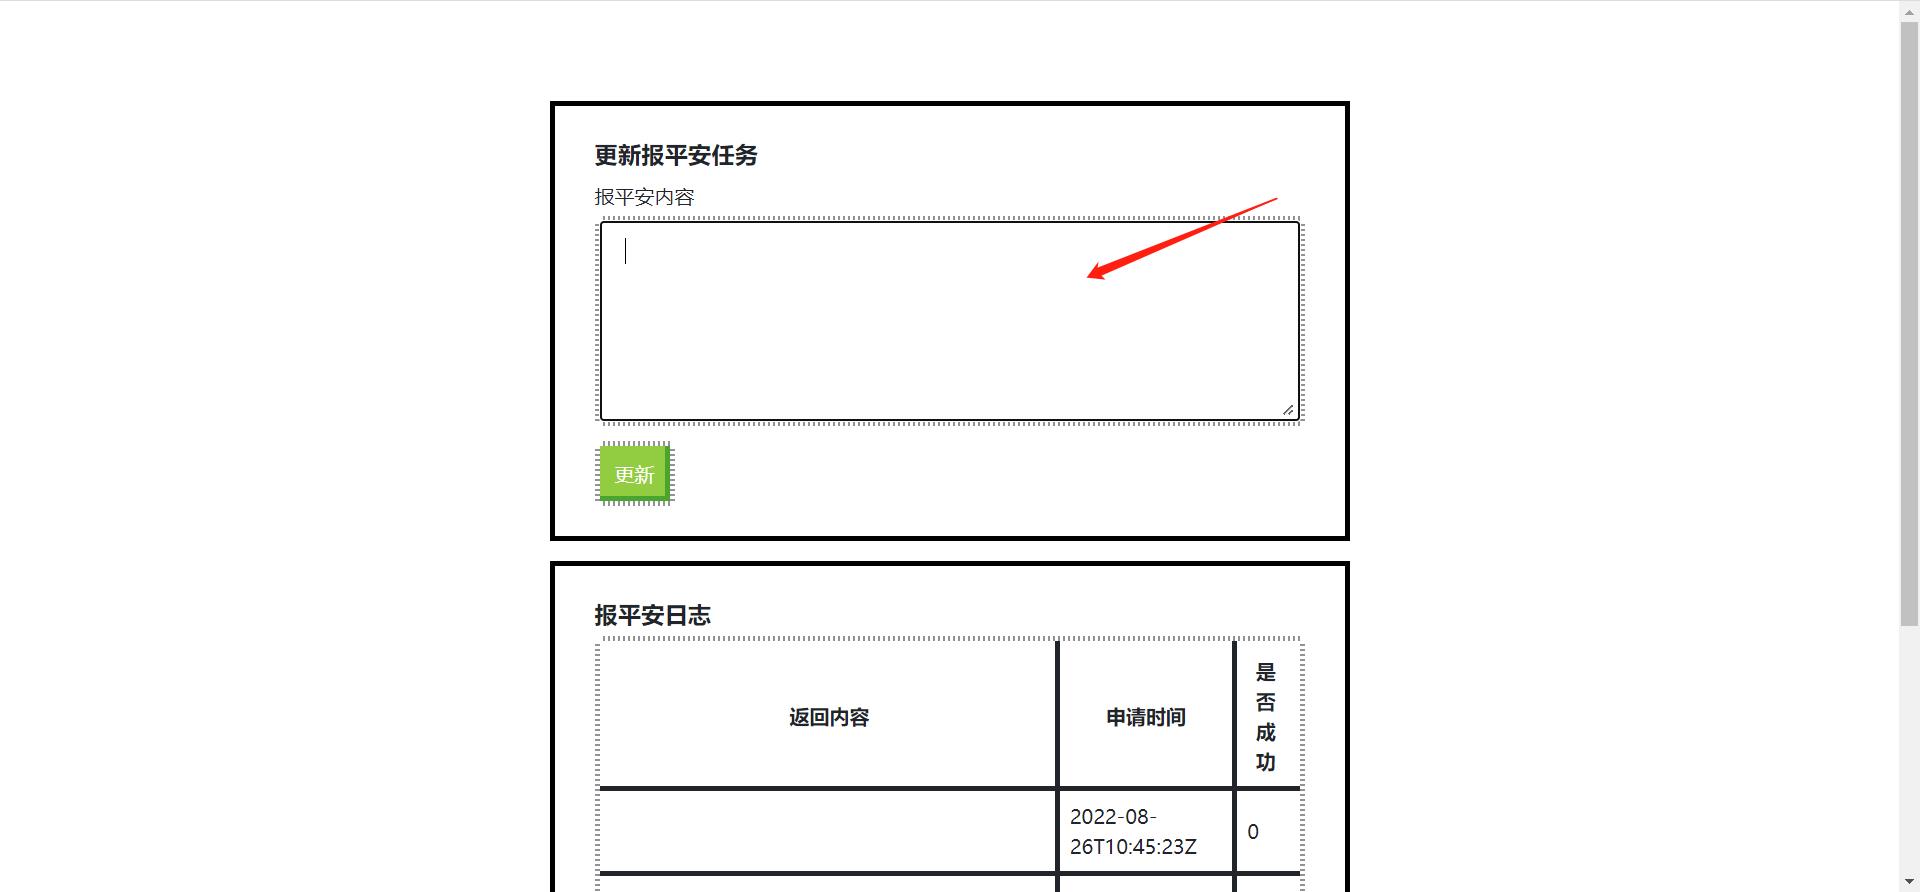 更新报平安任务
报平安内容
更新
报平安日志
返回内容
申请时间
是
否
成
功
2022-08-
26T10:45:23Z
0